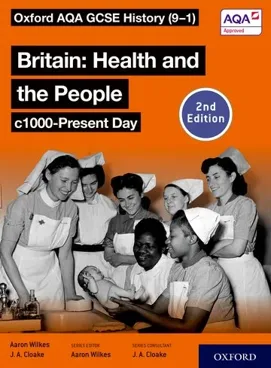 Oxford AQA GCSE History (9–1)
AQA
Approved
Britain: Health and
the People
c1000-Present Day
2nd
Edition
Aaron Wilkes
J. A. Cloake
SERIES EDITOR
Aaron Wilkes
SERIES CONSULTANT
J. A. Cloake
OXFORD